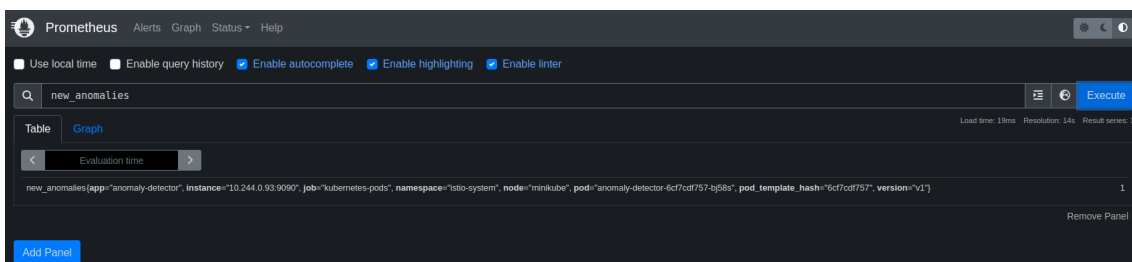 Prometheus Alerts Graph Status Help
Use local time Enable query history Enable autocomplete Enable highlighting Enable linter
new_anomalies Execute
Load time: 19ms Resolution: 14s Result series:
Table Graph
Evaluation time
new_anomalies{app="anomaly-detector", instance="10.244.0.93:9090", job="kubernetes-pods", namespace="istio-system", node="minikube", pod="anomaly-detector-6cf7cdf757-bj58s", pod_template_hash="6cf7cdf757", version="v1"} 1
Remove Panel
Add Panel